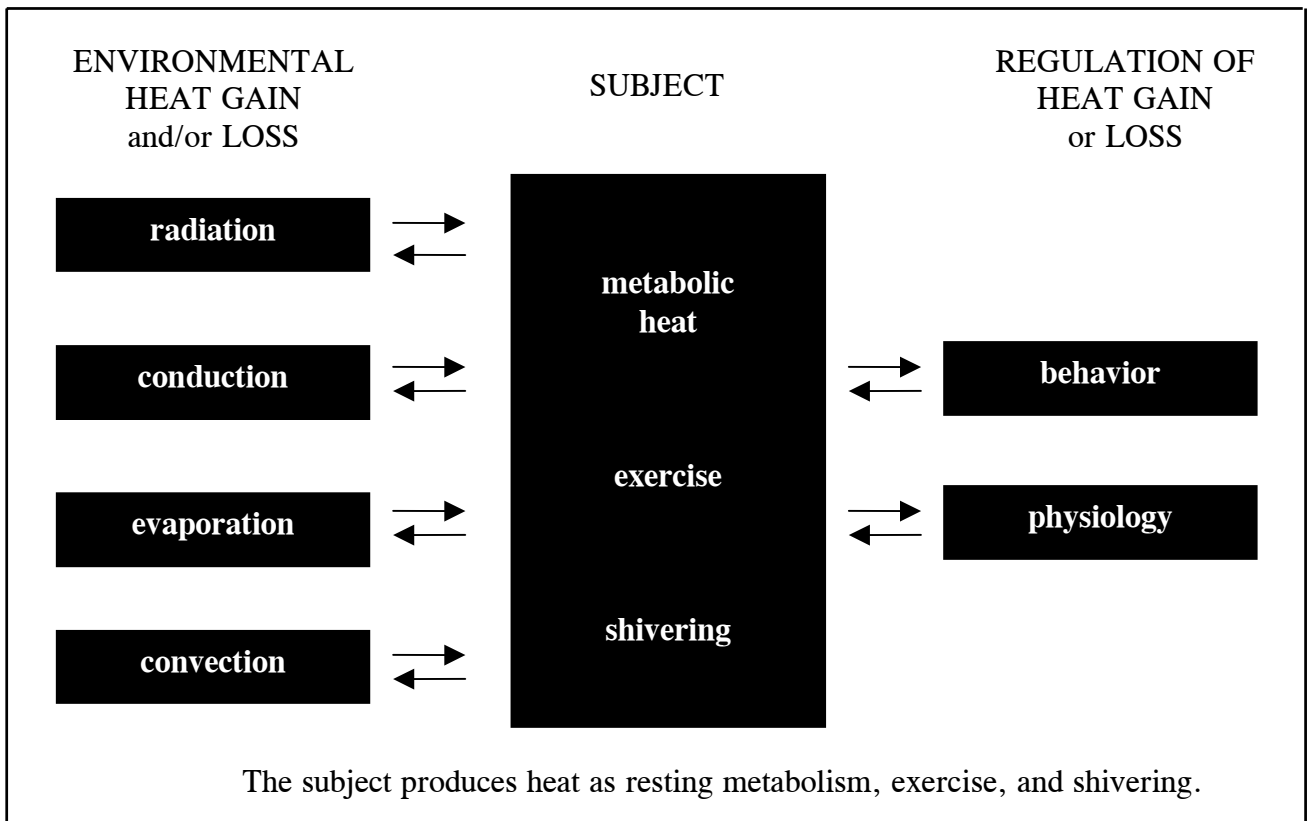 ENVIRONMENTAL
HEAT GAIN
and/or LOSS
SUBJECT
REGULATION OF
HEAT GAIN
or LOSS
radiation
conduction
evaporation
convection
metabolic
heat
exercise
shivering
behavior
physiology
The subject produces heat as resting metabolism, exercise, and shivering.